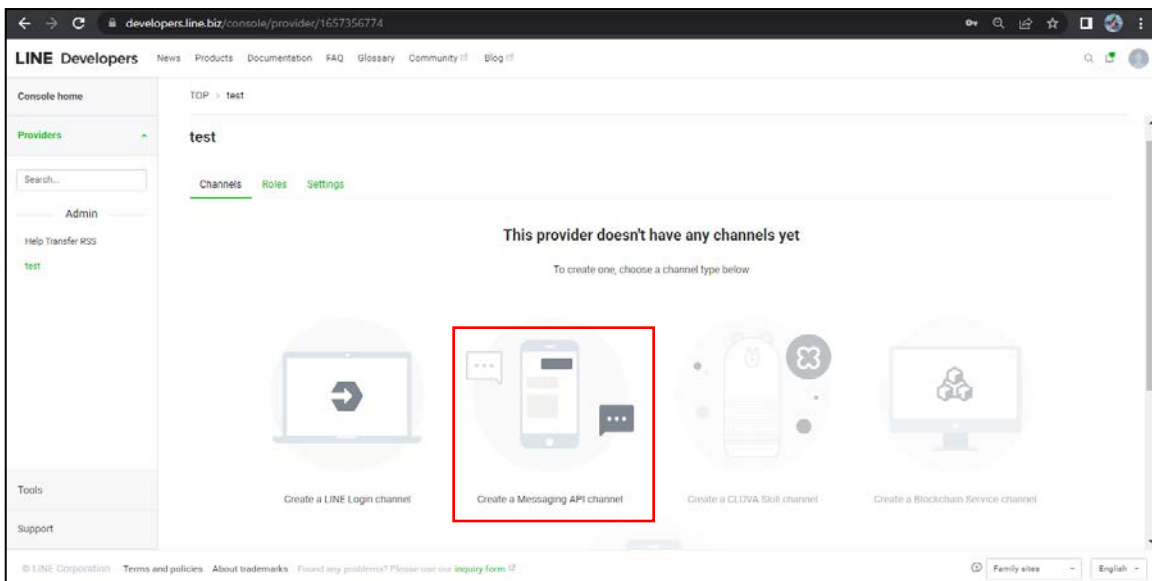 developers.line.biz/console/provider/1657356774
LINE Developers News Products Documentation FAQ Glossary Community Blog
Console home
TOP > test
Providers
test
Search...
Channels Roles Settings
Admin
Help Transfer RSS
test
This provider doesn't have any channels yet
To create one, choose a channel type below
Create a LINE Login channel
Create a Messaging API channel
Create a CLOVA Skill channel
Create a Blockchain Service channel
Tools
Support
© LINE Corporation Terms and policies About trademarks Found any problems? Please use our inquiry form
Family sites
English